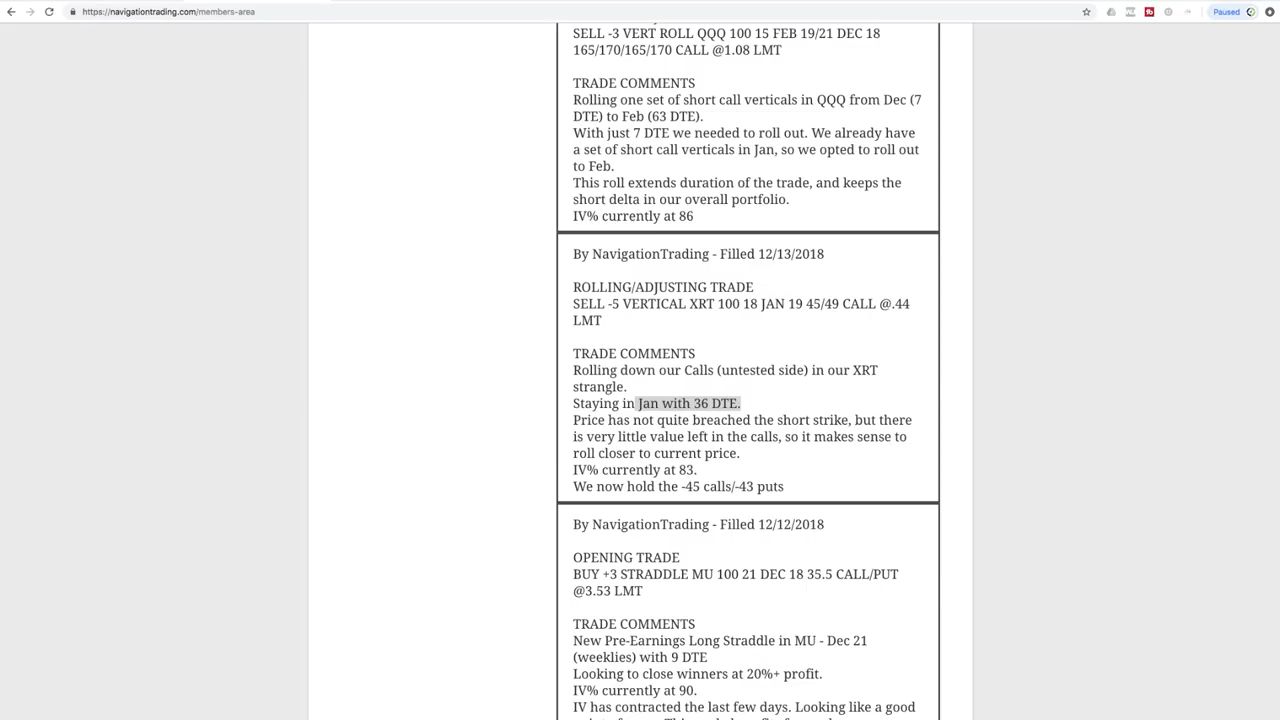 https://navigationtrading.com/members-area
Paused
SELL -3 VERT ROLL QQQ 100 15 FEB 19/21 DEC 18
165/170/165/170 CALL @1.08 LMT
TRADE COMMENTS
Rolling one set of short call verticals in QQQ from Dec (7
DTE) to Feb (63 DTE).
With just 7 DTE we needed to roll out. We already have
a set of short call verticals in Jan, so we opted to roll out
to Feb.
This roll extends duration of the trade, and keeps the
short delta in our overall portfolio.
IV% currently at 86
By NavigationTrading - Filled 12/13/2018
ROLLING/ADJUSTING TRADE
SELL -5 VERTICAL XRT 100 18 JAN 19 45/49 CALL @.44
LMT
TRADE COMMENTS
Rolling down our Calls (untested side) in our XRT
strangle.
Staying in Jan with 36 DTE.
Price has not quite breached the short strike, but there
is very little value left in the calls, so it makes sense to
roll closer to current price.
IV% currently at 83.
We now hold the -45 calls/-43 puts
By NavigationTrading - Filled 12/12/2018
OPENING TRADE
BUY +3 STRADDLE MU 100 21 DEC 18 35.5 CALL/PUT
@3.53 LMT
TRADE COMMENTS
New Pre-Earnings Long Straddle in MU - Dec 21
(weeklies) with 9 DTE
Looking to close winners at 20%+ profit.
IV% currently at 90.
IV has contracted the last few days. Looking like a good